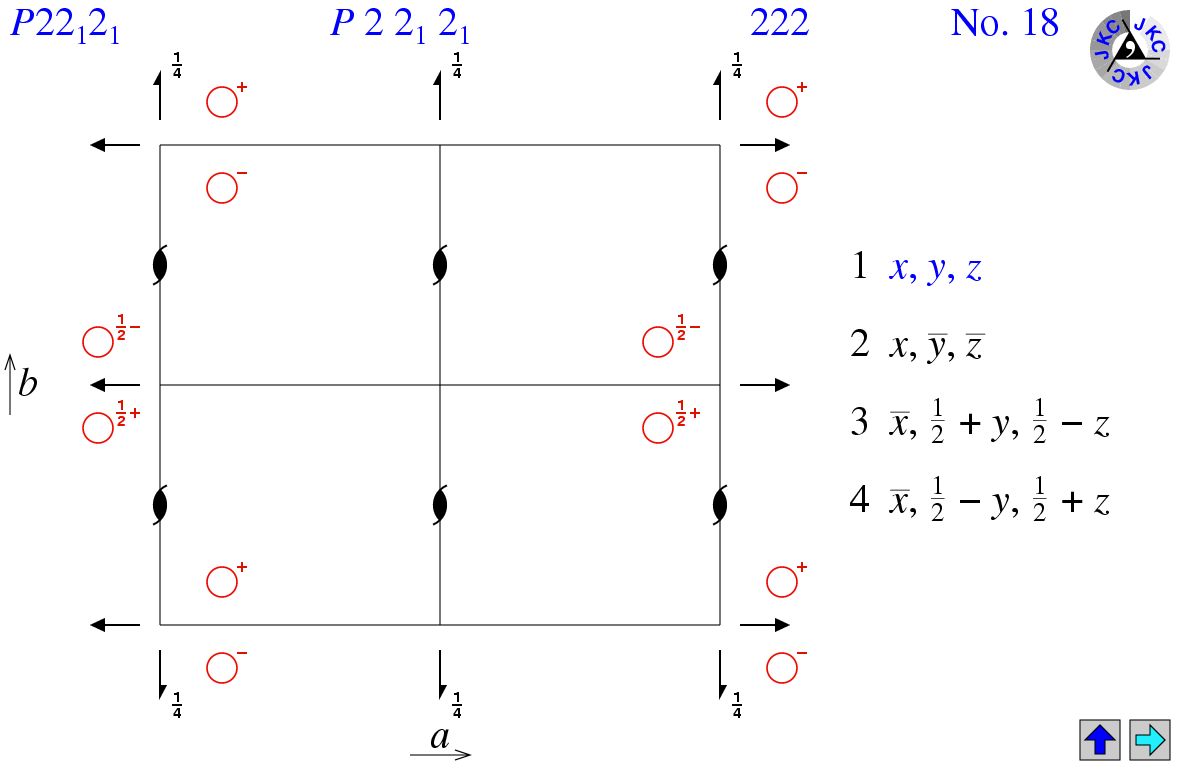 P22₁2₁ P 2 2₁ 2₁ 222 No. 18
JKC JKC JKC
1/4 1/4 1/4
+ +
− −
1 x, y, z
1/2− 1/2−
2 x, y̅, z̅
b
1/2+ 1/2+
3 x̅, 1/2 + y, 1/2 − z
4 x̅, 1/2 − y, 1/2 + z
+ +
− −
1/4 1/4 1/4
a